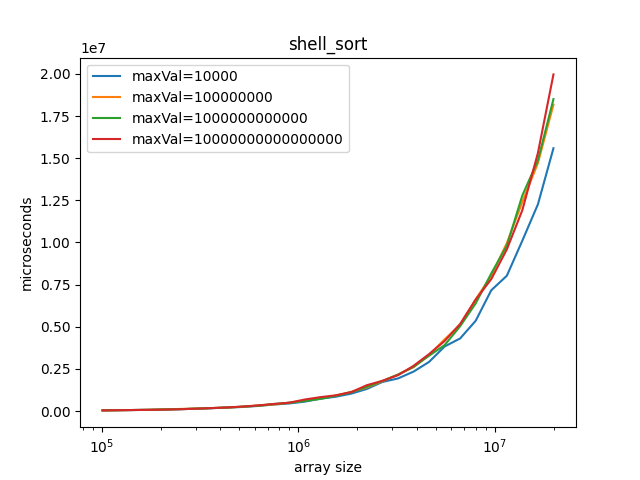 shell_sort
1e7
maxVal=10000
maxVal=100000000
maxVal=1000000000000
maxVal=10000000000000000
2.00
1.75
1.50
1.25
1.00
0.75
0.50
0.25
0.00
microseconds
10^5
10^6
10^7
array size